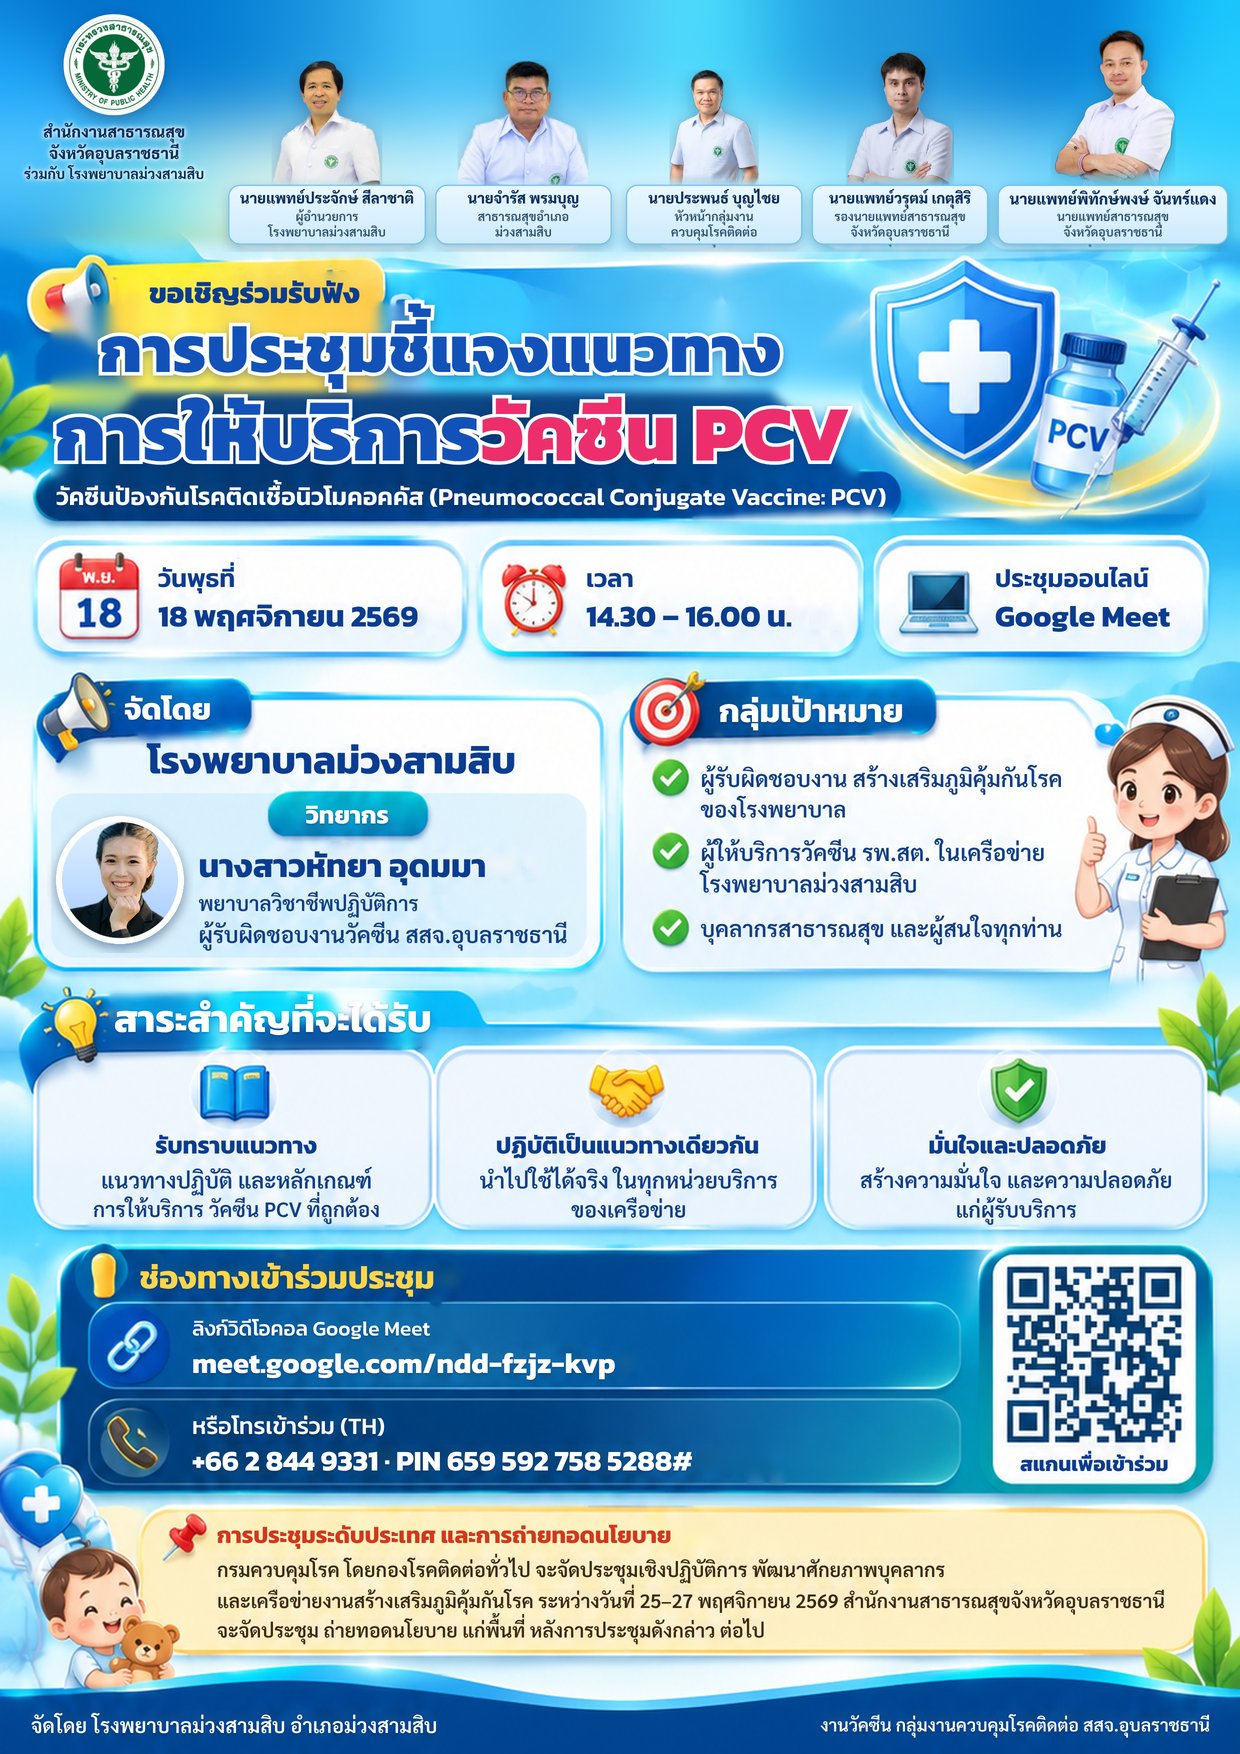 กระทรวงสาธารณสุข
MINISTRY OF PUBLIC HEALTH
สำนักงานสาธารณสุข
จังหวัดอุบลราชธานี
ร่วมกับ โรงพยาบาลม่วงสามสิบ
นายแพทย์ประจักษ์ สีลาชาติ
ผู้อำนวยการ
โรงพยาบาลม่วงสามสิบ
นายจำรัส พรมบุญ
สาธารณสุขอำเภอ
ม่วงสามสิบ
นายประพนธ์ บุญไชย
หัวหน้ากลุ่มงาน
ควบคุมโรคติดต่อ
นายแพทย์วรุตม์ เกตุสิริ
รองนายแพทย์สาธารณสุข
จังหวัดอุบลราชธานี
นายแพทย์พิทักษ์พงษ์ จันทร์แดง
นายแพทย์สาธารณสุข
จังหวัดอุบลราชธานี
ขอเชิญร่วมรับฟัง
การประชุมชี้แจงแนวทาง
การให้บริการวัคซีน PCV
PCV
วัคซีนป้องกันโรคติดเชื้อนิวโมคอคคัส (Pneumococcal Conjugate Vaccine: PCV)
พ.ย.
18
วันพุธที่
18 พฤศจิกายน 2569
เวลา
14.30 – 16.00 น.
ประชุมออนไลน์
Google Meet
จัดโดย
โรงพยาบาลม่วงสามสิบ
วิทยากร
นางสาวหัทยา อุดมมา
พยาบาลวิชาชีพปฏิบัติการ
ผู้รับผิดชอบงานวัคซีน สสจ.อุบลราชธานี
กลุ่มเป้าหมาย
ผู้รับผิดชอบงาน สร้างเสริมภูมิคุ้มกันโรค
ของโรงพยาบาล
ผู้ให้บริการวัคซีน รพ.สต. ในเครือข่าย
โรงพยาบาลม่วงสามสิบ
บุคลากรสาธารณสุข และผู้สนใจทุกท่าน
สาระสำคัญที่จะได้รับ
รับทราบแนวทาง
แนวทางปฏิบัติ และหลักเกณฑ์
การให้บริการ วัคซีน PCV ที่ถูกต้อง
ปฏิบัติเป็นแนวทางเดียวกัน
นำไปใช้ได้จริง ในทุกหน่วยบริการ
ของเครือข่าย
มั่นใจและปลอดภัย
สร้างความมั่นใจ และความปลอดภัย
แก่ผู้รับบริการ
ช่องทางเข้าร่วมประชุม
ลิงก์วิดีโอคอล Google Meet
meet.google.com/ndd-fzjz-kvp
หรือโทรเข้าร่วม (TH)
+66 2 844 9331 · PIN 659 592 758 5288#
สแกนเพื่อเข้าร่วม
การประชุมระดับประเทศ และการถ่ายทอดนโยบาย
กรมควบคุมโรค โดยกองโรคติดต่อทั่วไป จะจัดประชุมเชิงปฏิบัติการ พัฒนาศักยภาพบุคลากร
และเครือข่ายงานสร้างเสริมภูมิคุ้มกันโรค ระหว่างวันที่ 25–27 พฤศจิกายน 2569 สำนักงานสาธารณสุขจังหวัดอุบลราชธานี
จะจัดประชุม ถ่ายทอดนโยบาย แก่พื้นที่ หลังการประชุมดังกล่าว ต่อไป
จัดโดย โรงพยาบาลม่วงสามสิบ อำเภอม่วงสามสิบ
งานวัคซีน กลุ่มงานควบคุมโรคติดต่อ สสจ.อุบลราชธานี